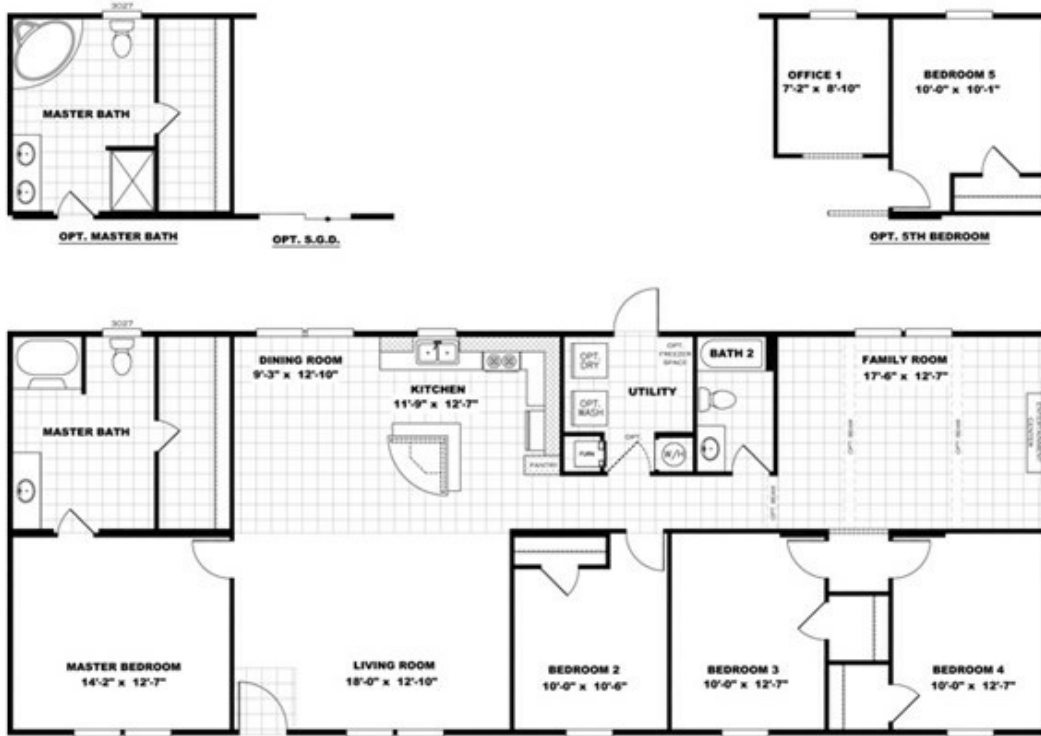 3027
MASTER BATH
OPT. MASTER BATH
OPT. S.G.D.
OFFICE 1
7'-2" x 8'-10"
BEDROOM 5
10'-0" x 10'-1"
OPT. 5TH BEDROOM
3027
MASTER BATH
DINING ROOM
9'-3" x 12'-10"
KITCHEN
11'-9" x 12'-7"
PANTRY
OPT.
DRY
OPT.
WASH
OPT.
FREEZER
SPACE
UTILITY
OPT.
FURN
W/H
BATH 2
OPT BEAM
FAMILY ROOM
17'-6" x 12'-7"
OPT BEAM
OPT BEAM
ENTERTAINMENT
CENTER
MASTER BEDROOM
14'-2" x 12'-7"
LIVING ROOM
18'-0" x 12'-10"
BEDROOM 2
10'-0" x 10'-6"
BEDROOM 3
10'-0" x 12'-7"
BEDROOM 4
10'-0" x 12'-7"